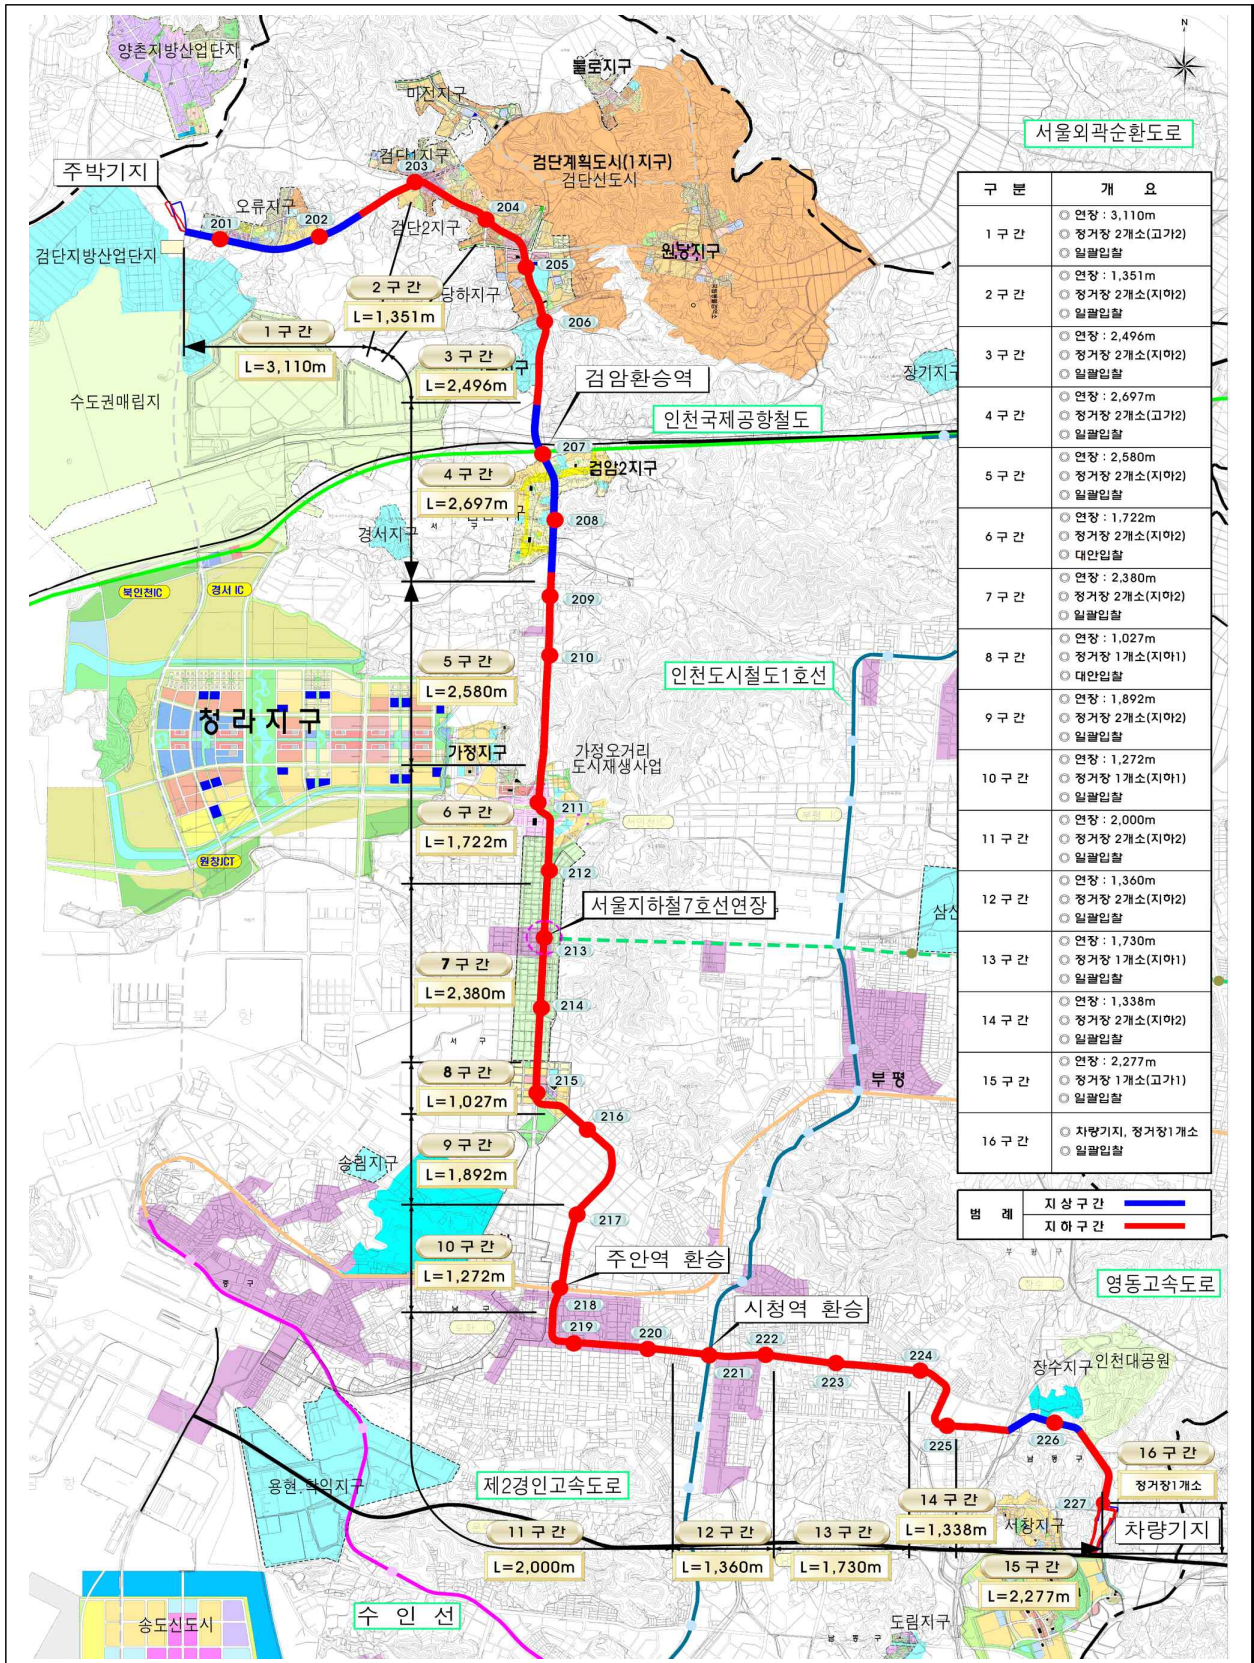 양촌지방산업단지
불로지구
마전지구
N
서울외곽순환도로
주박기지
검단1지구
203
검단계획도시(1지구)
검단신도시
오류지구
204
201
202
검단2지구
원당지구
검단지방산업단지
205
2 구 간
당하지구
L=1,351m
206
1 구 간
L=3,110m
3 구 간
L=2,496m
수도권매립지
검암환승역
장기지구
인천국제공항철도
207
4 구 간
검암2지구
L=2,697m
208
서 구
경서지구
북인천IC
경서 IC
209
5 구 간
210
L=2,580m
인천도시철도1호선
청 라 지 구
가정지구
가정오거리
도시재생사업
211
6 구 간
L=1,722m
원창JCT
212
서울지하철7호선연장
삼산
213
7 구 간
L=2,380m
214
북 항
서 구
8 구 간
215
부 평
L=1,027m
216
9 구 간
송림지구
L=1,892m
217
10 구 간
주안역 환승
L=1,272m
동 구
남 구
218
시청역 환승
219
220
222
221
223
224
부 평 구
영동고속도로
장수지구
인천대공원
225
226
남 동 구
16 구 간
정거장1개소
227
용현.학익지구
제2경인고속도로
14 구 간
L=1,338m
서창지구
차량기지
11 구 간
L=2,000m
12 구 간
L=1,360m
13 구 간
L=1,730m
15 구 간
L=2,277m
송도신도시
수 인 선
도림지구
남 동 구
구 분 개 요
1 구 간
◎ 연장 : 3,110m
◎ 정거장 2개소(고가2)
◎ 일괄입찰
2 구 간
◎ 연장 : 1,351m
◎ 정거장 2개소(지하2)
◎ 일괄입찰
3 구 간
◎ 연장 : 2,496m
◎ 정거장 2개소(지하2)
◎ 일괄입찰
4 구 간
◎ 연장 : 2,697m
◎ 정거장 2개소(고가2)
◎ 일괄입찰
5 구 간
◎ 연장 : 2,580m
◎ 정거장 2개소(지하2)
◎ 일괄입찰
6 구 간
◎ 연장 : 1,722m
◎ 정거장 2개소(지하2)
◎ 대안입찰
7 구 간
◎ 연장 : 2,380m
◎ 정거장 2개소(지하2)
◎ 일괄입찰
8 구 간
◎ 연장 : 1,027m
◎ 정거장 1개소(지하1)
◎ 대안입찰
9 구 간
◎ 연장 : 1,892m
◎ 정거장 2개소(지하2)
◎ 일괄입찰
10 구 간
◎ 연장 : 1,272m
◎ 정거장 1개소(지하1)
◎ 일괄입찰
11 구 간
◎ 연장 : 2,000m
◎ 정거장 2개소(지하2)
◎ 일괄입찰
12 구 간
◎ 연장 : 1,360m
◎ 정거장 2개소(지하2)
◎ 일괄입찰
13 구 간
◎ 연장 : 1,730m
◎ 정거장 1개소(지하1)
◎ 일괄입찰
14 구 간
◎ 연장 : 1,338m
◎ 정거장 2개소(지하2)
◎ 일괄입찰
15 구 간
◎ 연장 : 2,277m
◎ 정거장 1개소(고가1)
◎ 일괄입찰
16 구 간
◎ 차량기지, 정거장1개소
◎ 일괄입찰
범 례
지 상 구 간
지 하 구 간